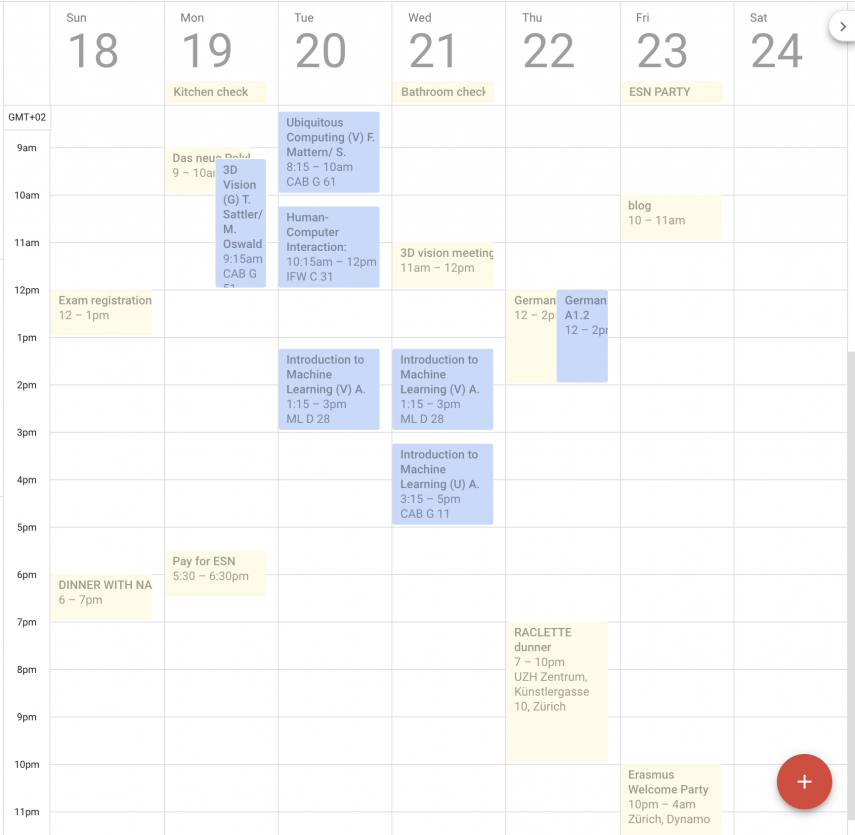 Sun
18
Mon
19
Tue
20
Wed
21
Thu
22
Fri
23
Sat
24
Kitchen check
Bathroom check
ESN PARTY
GMT+02
9am
10am
11am
12pm
1pm
2pm
3pm
4pm
5pm
6pm
7pm
8pm
9pm
10pm
11pm
Exam registration
12 – 1pm
DINNER WITH NA
6 – 7pm
Das neue
9 – 10a
3D
Vision
(G) T.
Sattler/
M.
Oswald
9:15am
CAB G
Pay for ESN
5:30 – 6:30pm
Ubiquitous
Computing (V) F.
Mattern/ S.
8:15 – 10am
CAB G 61
Human-
Computer
Interaction:
10:15am – 12pm
IFW C 31
Introduction to
Machine
Learning (V) A.
1:15 – 3pm
ML D 28
3D vision meeting
11am – 12pm
Introduction to
Machine
Learning (V) A.
1:15 – 3pm
ML D 28
Introduction to
Machine
Learning (U) A.
3:15 – 5pm
CAB G 11
German
12 – 2p
German
A1.2
12 – 2pm
RACLETTE
dunner
7 – 10pm
UZH Zentrum,
Künstlergasse
10, Zürich
blog
10 – 11am
Erasmus
Welcome Party
10pm – 4am
Zürich, Dynamo